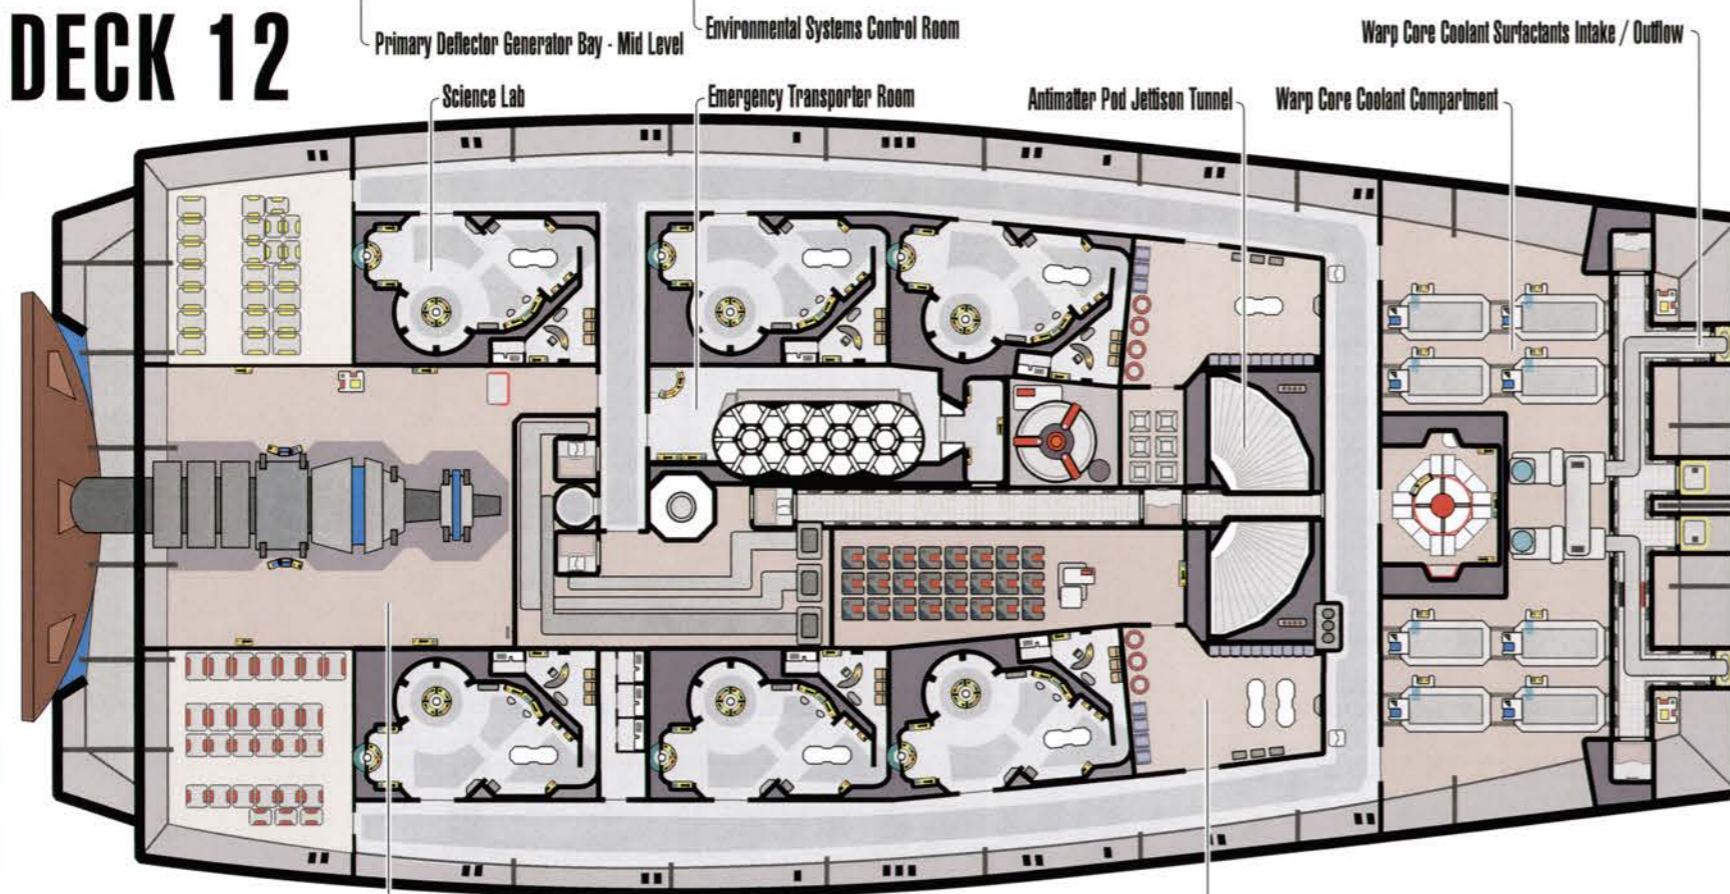 DECK 12
Primary Deflector Generator Bay - Mid Level
Environmental Systems Control Room
Warp Core Coolant Surfactants Intake / Outflow
Science Lab
Emergency Transporter Room
Antimatter Pod Jettison Tunnel
Warp Core Coolant Compartment